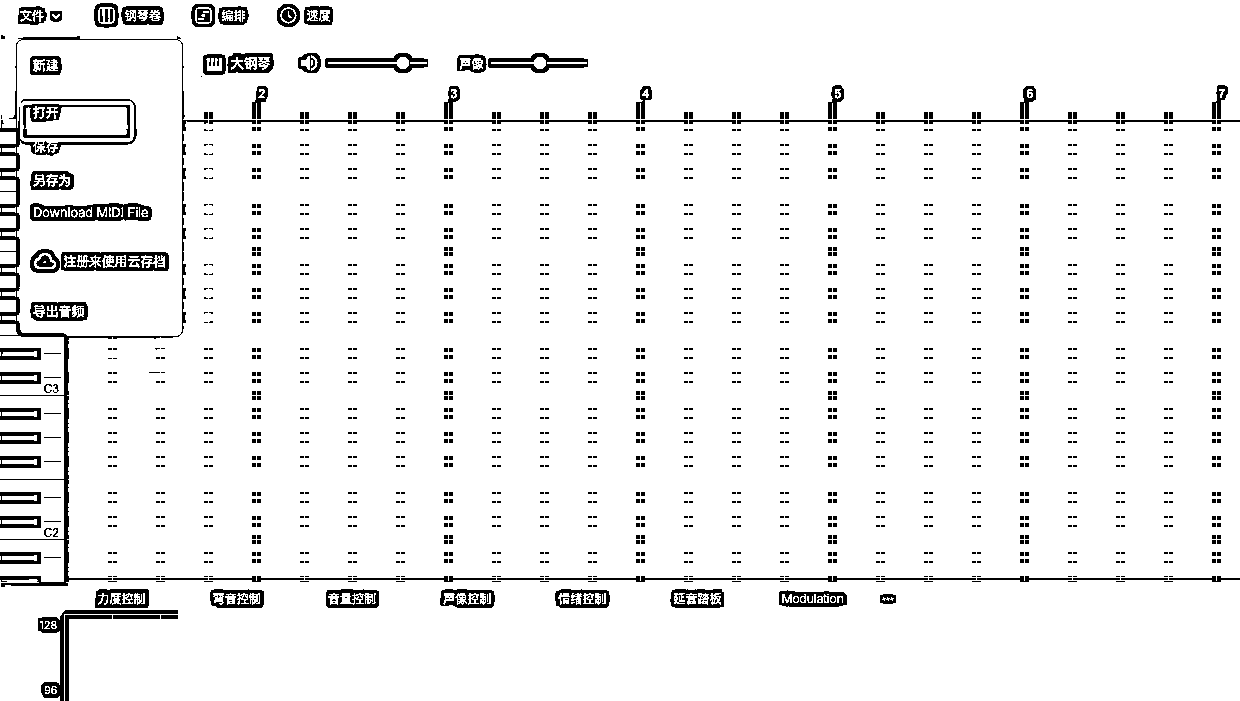 文件 钢琴卷 编排 速度
新建
大钢琴 声像
2 3 4 5 6 7
打开
保存
另存为
Download MIDI File
注册来使用云存档
导出音频
C3
C2
力度控制 弯音控制 音量控制 声像控制 情绪控制 延音踏板 Modulation ...
128
96